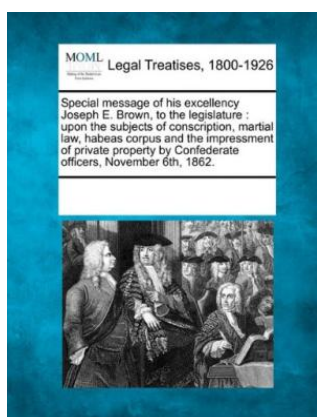 MOML Legal Treatises, 1800-1926
Special message of his excellency
Joseph E. Brown, to the legislature :
upon the subjects of conscription, martial
law, habeas corpus and the impressment
of private property by Confederate
officers, November 6th, 1862.